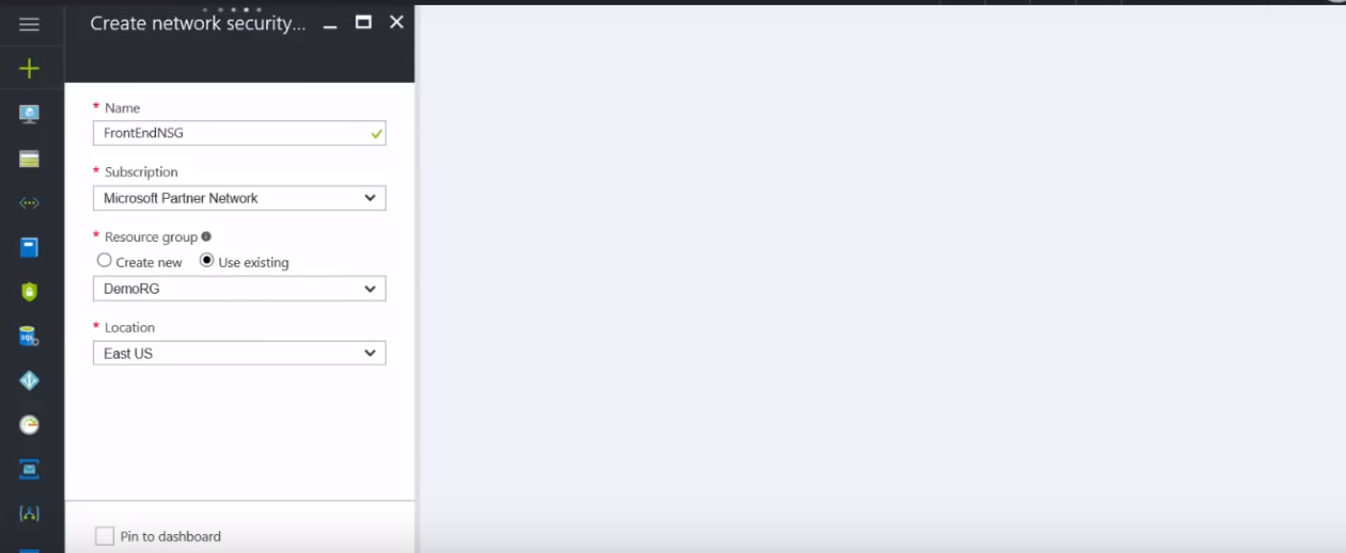 Create network security...
* Name
FrontEndNSG
* Subscription
Microsoft Partner Network
* Resource group
Create new Use existing
DemoRG
* Location
East US
SQL
Pin to dashboard